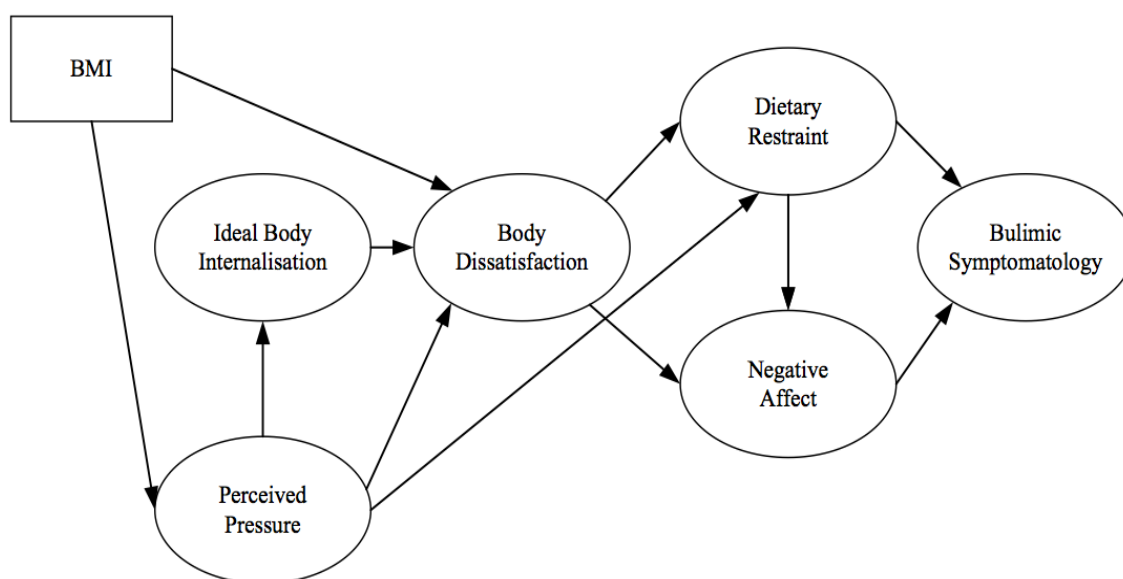 BMI
Ideal Body
Internalisation
Perceived
Pressure
Body
Dissatisfaction
Dietary
Restraint
Negative
Affect
Bulimic
Symptomatology